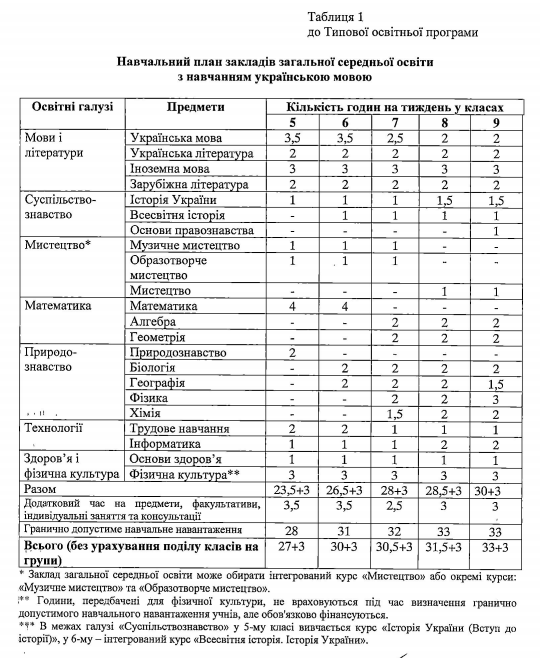 Таблиця 1
до Типової освітньої програми
Навчальний план закладів загальної середньої освіти
з навчанням українською мовою
Освітні галузі Предмети Кількість годин на тиждень у класах
5 6 7 8 9
Мови і Українська мова 3,5 3,5 2,5 2 2
літератури Українська література 2 2 2 2 2
Іноземна мова 3 3 3 3 3
Зарубіжна література 2 2 2 2 2
Суспільство- Історія України 1 1 1 1,5 1,5
знавство Всесвітня історія - 1 1 1 1
Основи правознавства - - - - 1
Мистецтво* Музичне мистецтво 1 1 1 - -
Образотворче 1 1 1 - -
мистецтво
Мистецтво - - - 1 1
Математика Математика 4 4 - - -
Алгебра - - 2 2 2
Геометрія - - 2 2 2
Природо- Природознавство 2 - - - -
знавство Біологія - 2 2 2 2
Географія - 2 2 2 1,5
Фізика - - 2 2 3
Хімія - - 1,5 2 2
Технології Трудове навчання 2 2 1 1 1
Інформатика 1 1 1 2 2
Здоров’я і Основи здоров’я 1 1 1 1 1
фізична культура Фізична культура** 3 3 3 3 3
Разом 23,5+3 26,5+3 28+3 28,5+3 30+3
Додатковий час на предмети, факультативи, 3,5 3,5 2,5 3 3
індивідуальні заняття та консультації
Гранично допустиме навчальне навантаження 28 31 32 33 33
Всього (без урахування поділу класів на 27+3 30+3 30,5+3 31,5+3 33+3
групи)
* Заклад загальної середньої освіти може обирати інтегрований курс «Мистецтво» або окремі курси:
«Музичне мистецтво» та «Образотворче мистецтво».
** Години, передбачені для фізичної культури, не враховуються під час визначення гранично
допустимого навчального навантаження учнів, але обов'язково фінансуються.
*** В межах галузі «Суспільствознавство» у 5-му класі вивчається курс «Історія України (Вступ до
історії)», у 6-му – інтегрований курс «Всесвітня історія. Історія України».